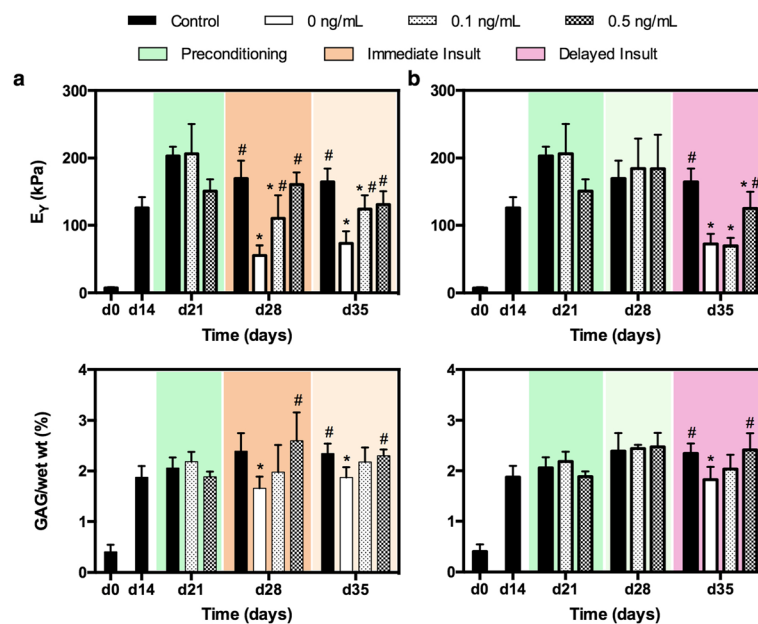 Control 0 ng/mL 0.1 ng/mL 0.5 ng/mL
Preconditioning Immediate Insult Delayed Insult
a
300
200
100
0
E_Y (kPa)
# * * # # # * * # #
d0 d14 d21 d28 d35
Time (days)
b
300
200
100
0
E_Y (kPa)
# * * * #
d0 d14 d21 d28 d35
Time (days)
4
3
2
1
0
GAG/wet wt (%)
* # # * #
d0 d14 d21 d28 d35
Time (days)
4
3
2
1
0
# * #
d0 d14 d21 d28 d35
Time (days)